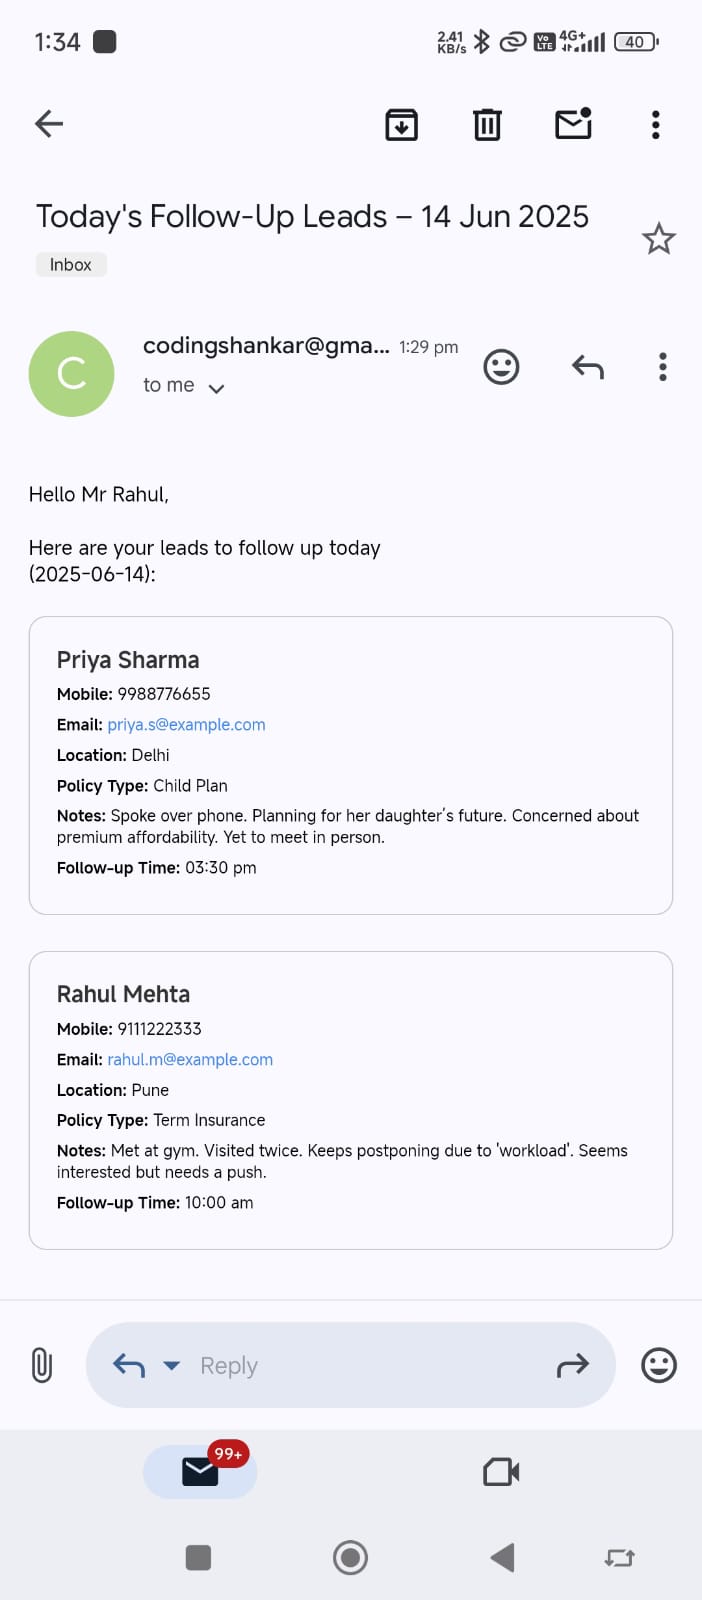 1:34
2.41
KB/s
Vo
LTE
4G+
40
Today's Follow-Up Leads – 14 Jun 2025
Inbox
C
codingshankar@gma... 1:29 pm
to me
Hello Mr Rahul,
Here are your leads to follow up today
(2025-06-14):
Priya Sharma
Mobile: 9988776655
Email: priya.s@example.com
Location: Delhi
Policy Type: Child Plan
Notes: Spoke over phone. Planning for her daughter's future. Concerned about
premium affordability. Yet to meet in person.
Follow-up Time: 03:30 pm
Rahul Mehta
Mobile: 9111222333
Email: rahul.m@example.com
Location: Pune
Policy Type: Term Insurance
Notes: Met at gym. Visited twice. Keeps postponing due to 'workload'. Seems
interested but needs a push.
Follow-up Time: 10:00 am
Reply
99+